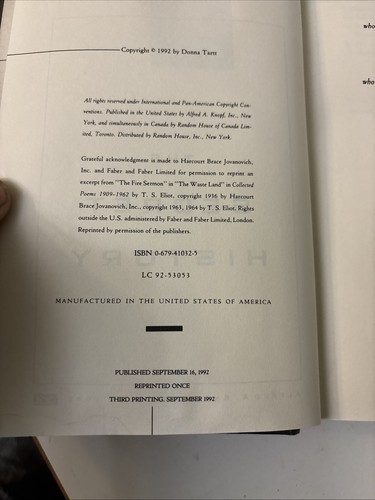 Copyright © 1992 by Donna Tartt
who
All rights reserved under International and Pan-American Copyright Con-
ventions. Published in the United States by Alfred A. Knopf, Inc., New
York, and simultaneously in Canada by Random House of Canada Lim-
ited, Toronto. Distributed by Random House, Inc., New York.
who
Grateful acknowledgment is made to Harcourt Brace Jovanovich,
Inc. and Faber and Faber Limited for permission to reprint an
excerpt from "The Fire Sermon" in "The Waste Land" in Collected
Poems 1909–1962 by T. S. Eliot, copyright 1936 by Harcourt
Brace Jovanovich, Inc., copyright 1963, 1964 by T. S. Eliot. Rights
outside the U.S. administered by Faber and Faber Limited, London.
Reprinted by permission of the publishers.
ISBN 0-679-41032-5
LC 92-53053
MANUFACTURED IN THE UNITED STATES OF AMERICA
PUBLISHED SEPTEMBER 16, 1992
REPRINTED ONCE
THIRD PRINTING, SEPTEMBER 1992